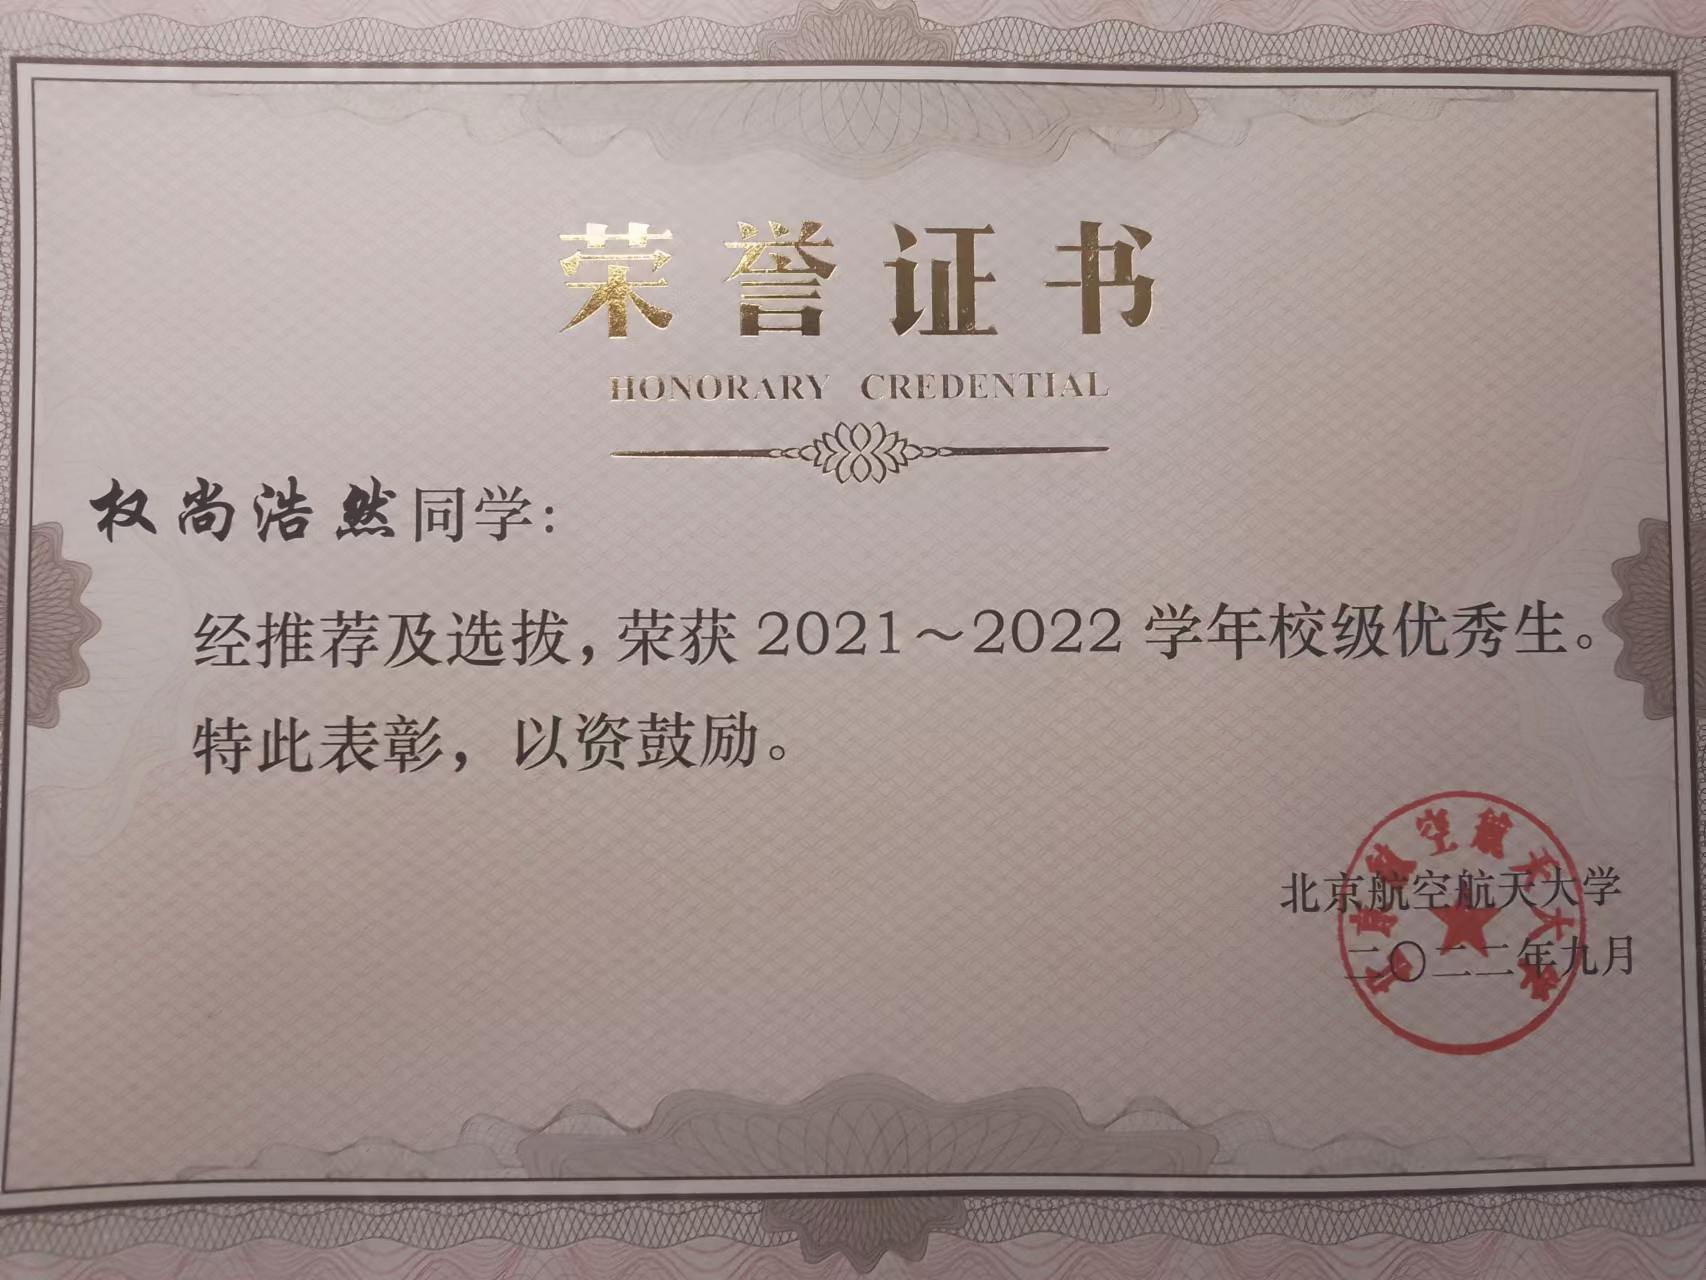 荣誉证书
HONORARY CREDENTIAL
权尚浩然同学：
经推荐及选拔，荣获 2021～2022 学年校级优秀生。
特此表彰，以资鼓励。
北京航空航天大学
二〇二二年九月
北京航空航天大学